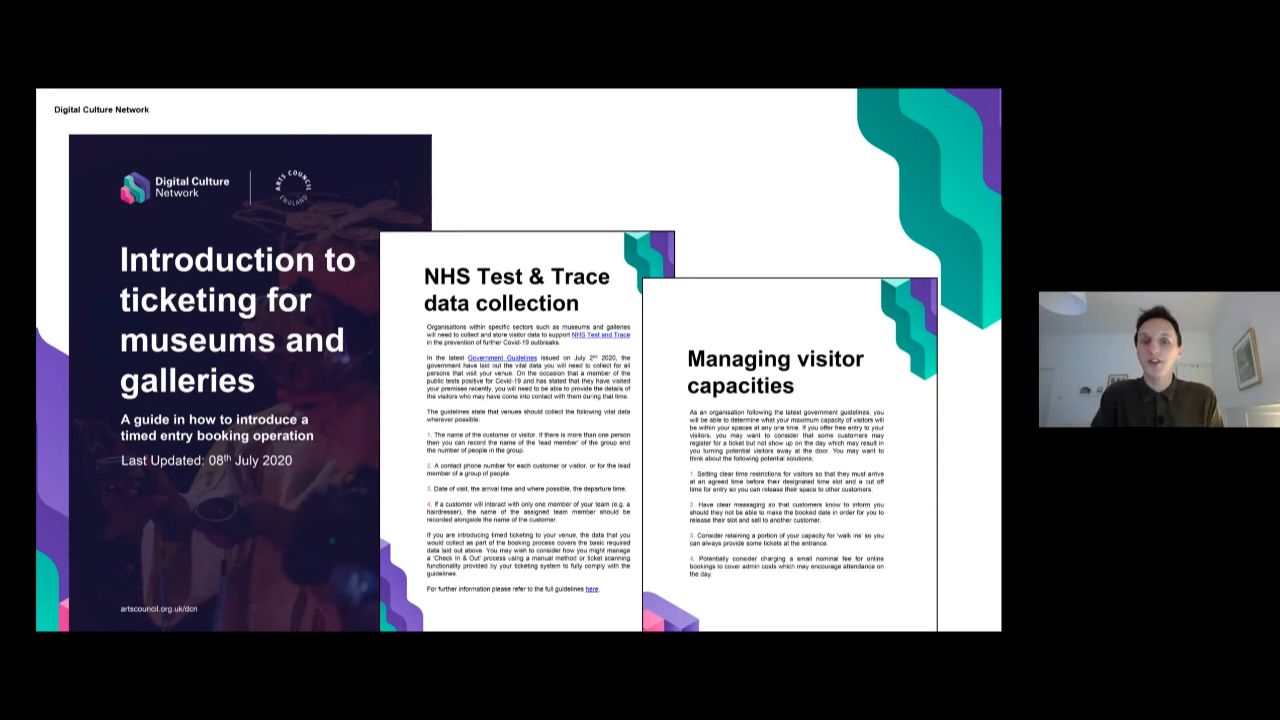 Digital Culture Network
Digital Culture
Network
ARTS COUNCIL
ENGLAND
Introduction to
ticketing for
museums and
galleries
A guide in how to introduce a
timed entry booking operation
Last Updated: 08th July 2020
artscouncil.org.uk/dcn
NHS Test & Trace
data collection
Organisations within specific sectors such as museums and galleries
will need to collect and store visitor data to support NHS Test and Trace
in the prevention of further Covid-19 outbreaks.
In the latest Government Guidelines issued on July 2nd 2020, the
government have laid out the vital data you will need to collect for all
persons that visit your venue. On the occasion that a member of the
public tests positive for Covid-19 and has stated that they have visited
your premises recently, you will need to be able to provide the details of
the visitors who may have come into contact with them during that time.
The guidelines state that venues should collect the following vital data
wherever possible:
1. The name of the customer or visitor. If there is more than one person
then you can record the name of the 'lead member' of the group and
the number of people in the group.
2. A contact phone number for each customer or visitor, or for the lead
member of a group of people
3. Date of visit, the arrival time and where possible, the departure time.
4. If a customer will interact with only one member of your team (e.g. a
hairdresser), the name of the assigned team member should be
recorded alongside the name of the customer.
If you are introducing timed ticketing to your venue, the data that you
would collect as part of the booking process covers the basic required
data laid out above. You may wish to consider how you might manage
a 'Check In & Out' process using a manual method or ticket scanning
functionality provided by your ticketing system to fully comply with the
guidelines.
For further information please refer to the full guidelines here.
Managing visitor
capacities
As an organisation following the latest government guidelines, you
will be able to determine what your maximum capacity of visitors will
be within your spaces at any one time. If you offer free entry to your
visitors, you may want to consider that some customers may
register for a ticket but not show up on the day which may result in
you turning potential visitors away at the door. You may want to
think about the following potential solutions;
1. Setting clear time restrictions for visitors so that they must arrive
at an agreed time before their designated time slot and a cut off
time for entry so you can release their space to other customers.
2. Have clear messaging so that customers know to inform you
should they not be able to make the booked date in order for you to
release their slot and sell to another customer.
3. Consider retaining a portion of your capacity for 'walk ins' so you
can always provide some tickets at the entrance.
4. Potentially consider charging a small nominal fee for online
bookings to cover admin costs which may encourage attendance on
the day.